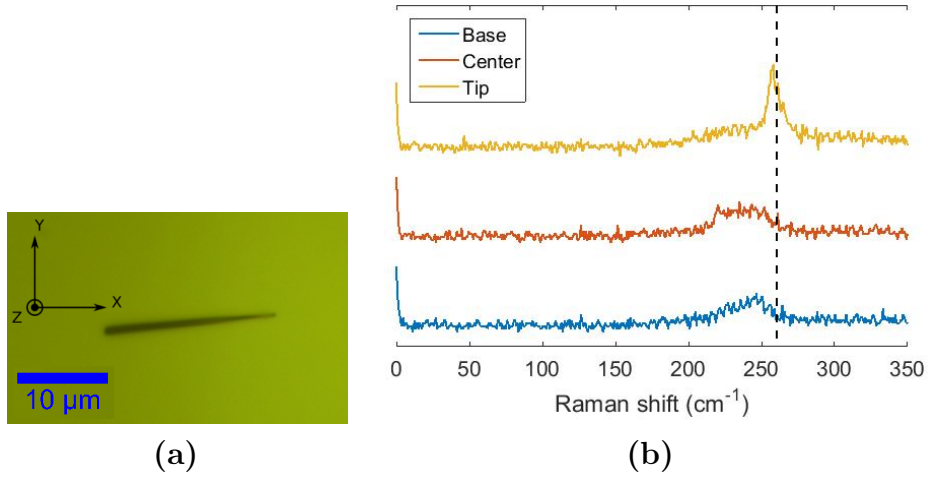 Y
X
Z
10 µm
(a)
Base
Center
Tip
0 50 100 150 200 250 300 350
Raman shift (cm⁻¹)
(b)